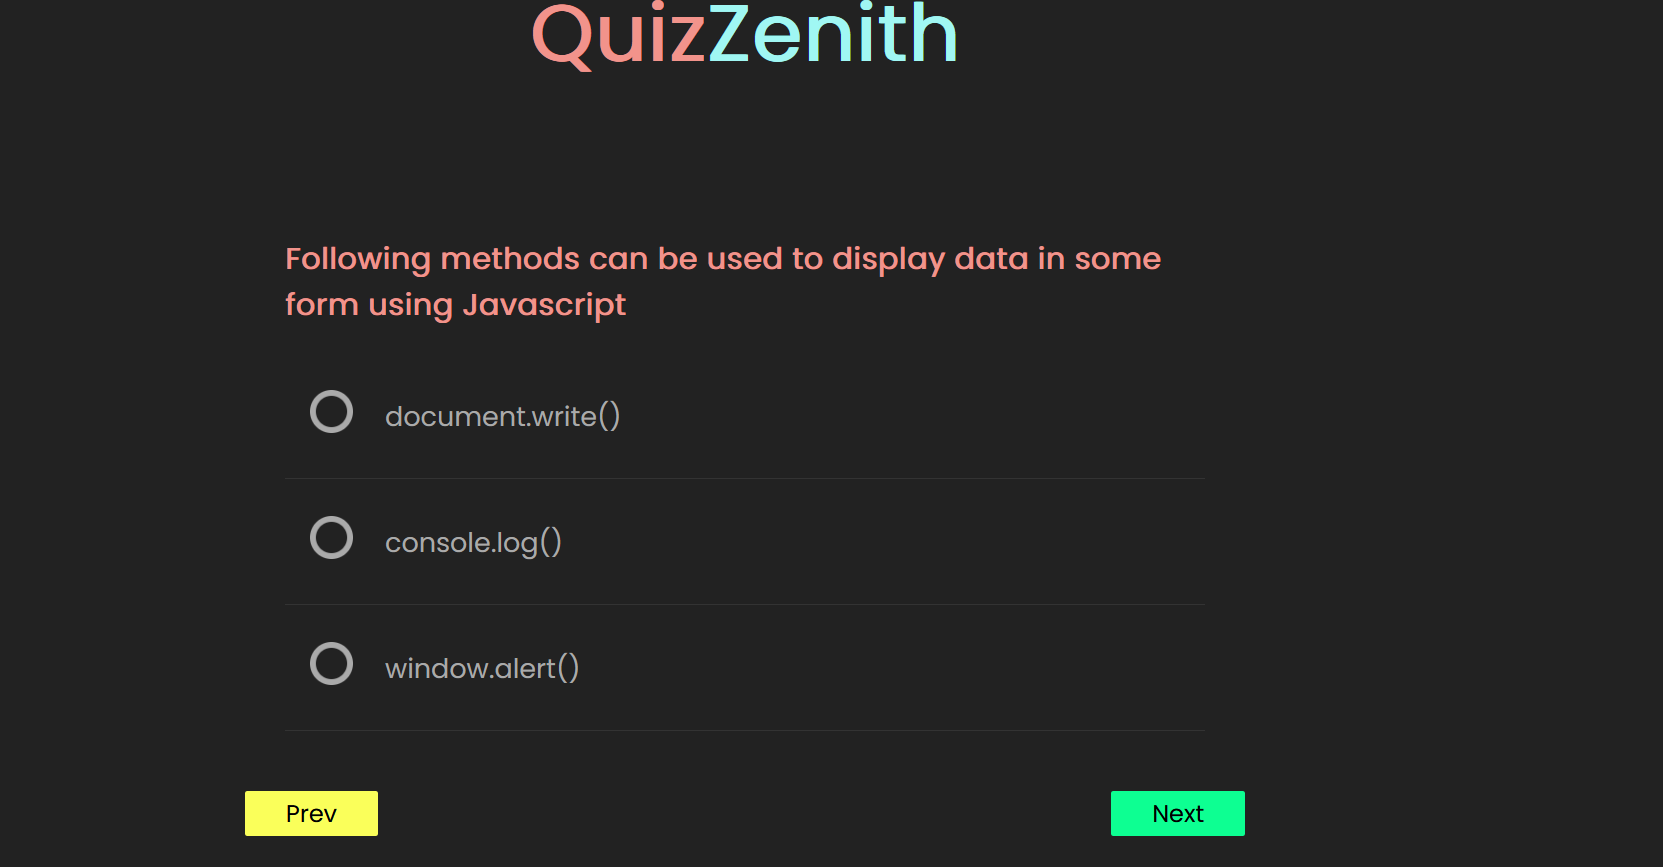 QuizZenith
Following methods can be used to display data in some
form using Javascript
document.write()
console.log()
window.alert()
Prev
Next